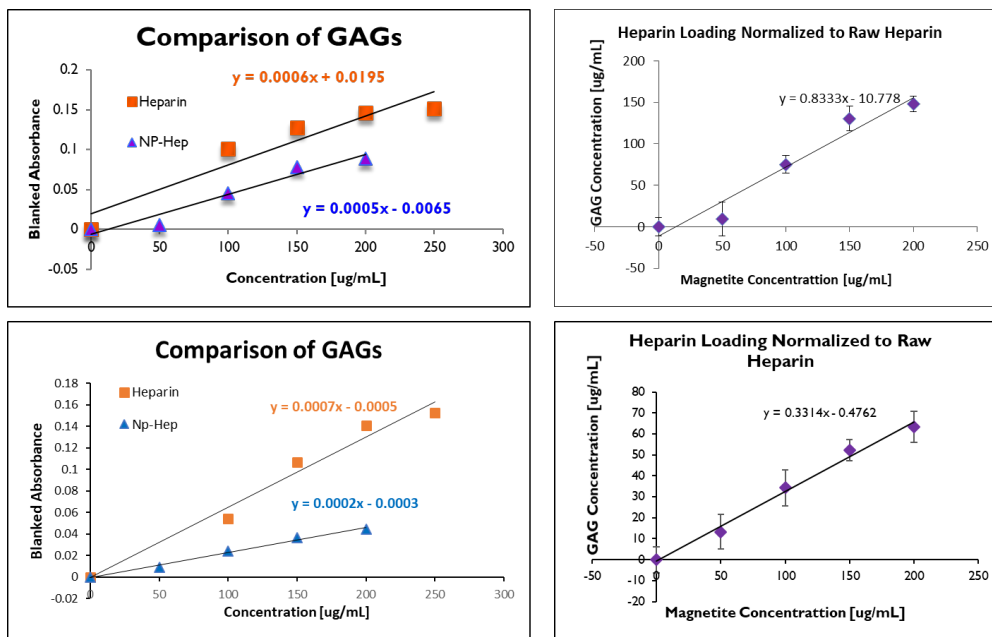 Comparison of GAGs
0.2
0.15
0.1
0.05
0
-0.05
Blanked Absorbance
Heparin
NP-Hep
y = 0.0006x + 0.0195
y = 0.0005x - 0.0065
0
50
100
150
200
250
300
Concentration [ug/mL]
Heparin Loading Normalized to Raw Heparin
200
150
100
50
0
-50
GAG Concentration [ug/mL]
y = 0.8333x - 10.778
-50
0
50
100
150
200
250
Magnetite Concentrattion [ug/mL]
Comparison of GAGs
0.18
0.16
0.14
0.12
0.1
0.08
0.06
0.04
0.02
0
-0.02
Blanked Absorbance
Heparin
Np-Hep
y = 0.0007x - 0.0005
y = 0.0002x - 0.0003
0
50
100
150
200
250
300
Concentration [ug/mL]
Heparin Loading Normalized to Raw
Heparin
80
70
60
50
40
30
20
10
0
-10
-20
GAG Concentration [ug/mL]
y = 0.3314x - 0.4762
-50
0
50
100
150
200
250
Magnetite Concentrattion [ug/mL]